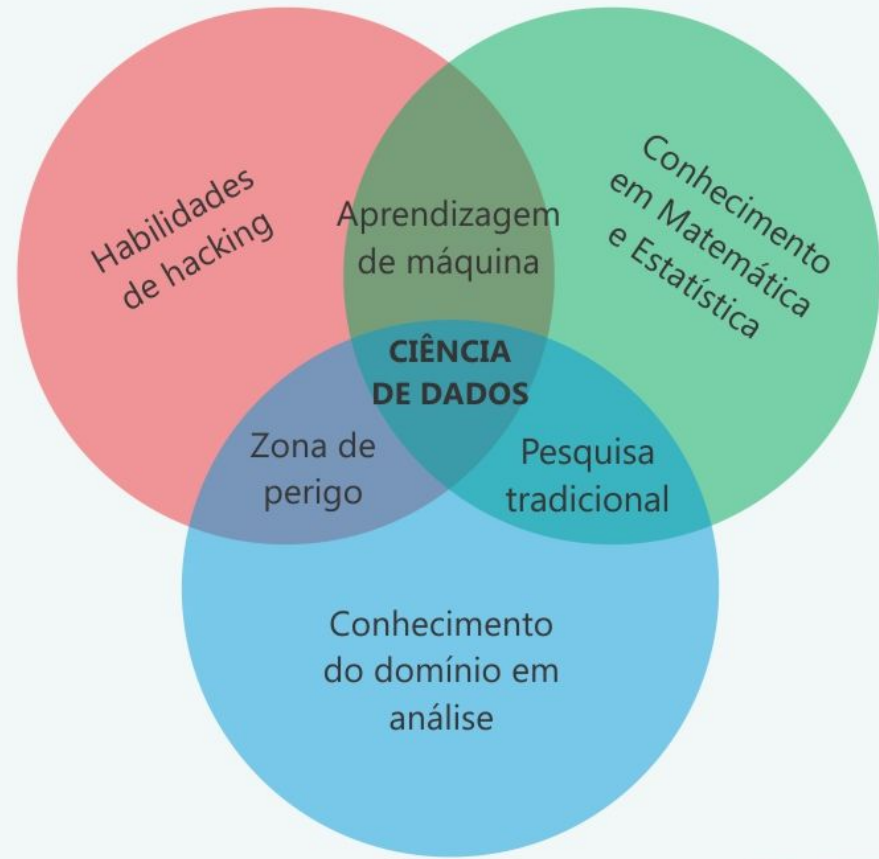 Habilidades
de hacking
Conhecimento
em Matemática
e Estatística
Aprendizagem
de máquina
CIÊNCIA
DE DADOS
Zona de
perigo
Pesquisa
tradicional
Conhecimento
do domínio em
análise